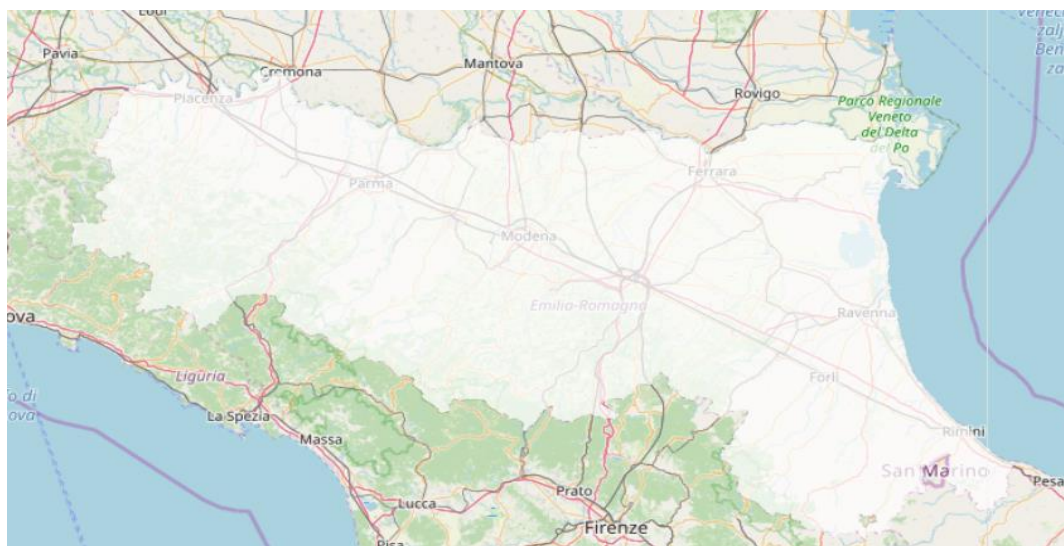 Pavia
Cremona
Mantova
Rovigo
Piacenza
Parco Regionale
Veneto
del Delta
del Po
Parma
Ferrara
Modena
Emilia-Romagna
Ravenna
Liguria
Forlì
La Spezia
Massa
Rimini
San Marino
Lucca
Prato
Firenze